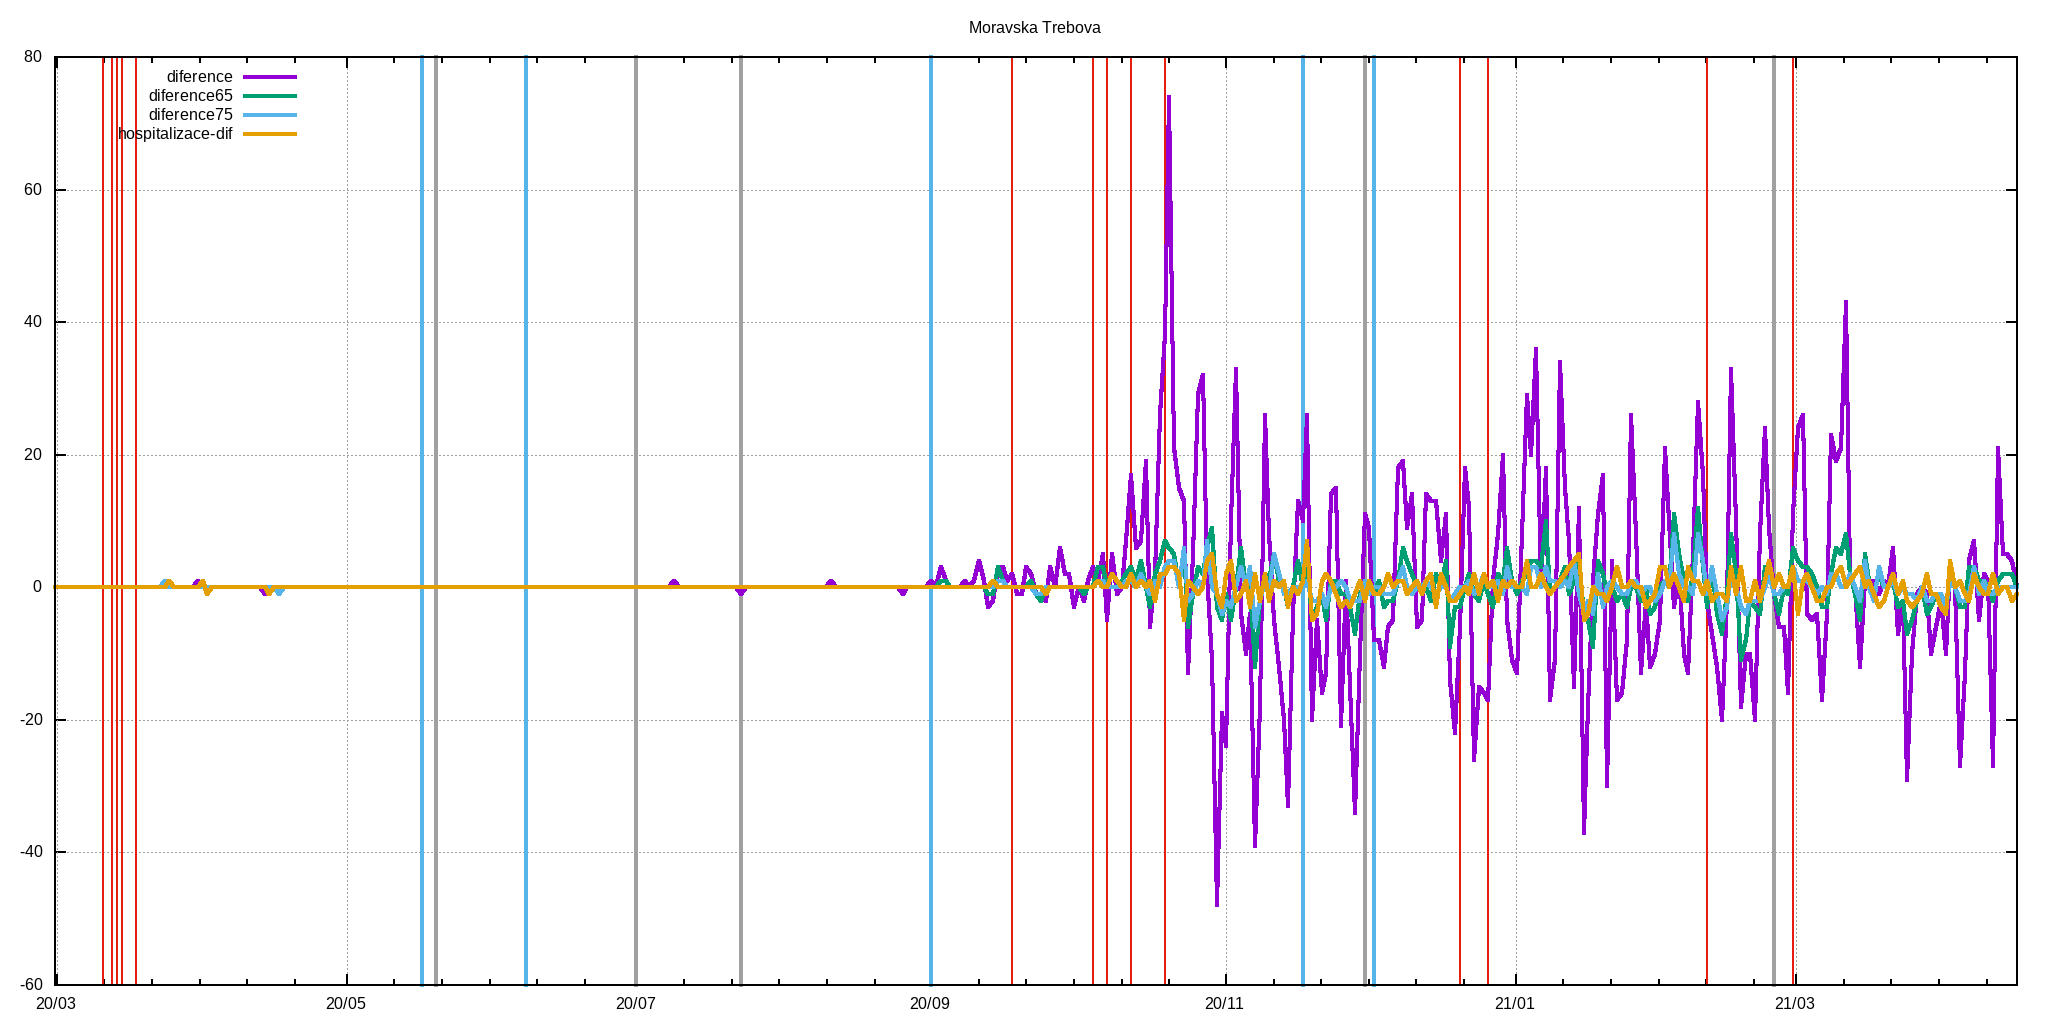 Moravska Trebova
80
60
40
20
0
-20
-40
-60
diference
diference65
diference75
hospitalizace-dif
20/03 20/05 20/07 20/09 20/11 21/01 21/03